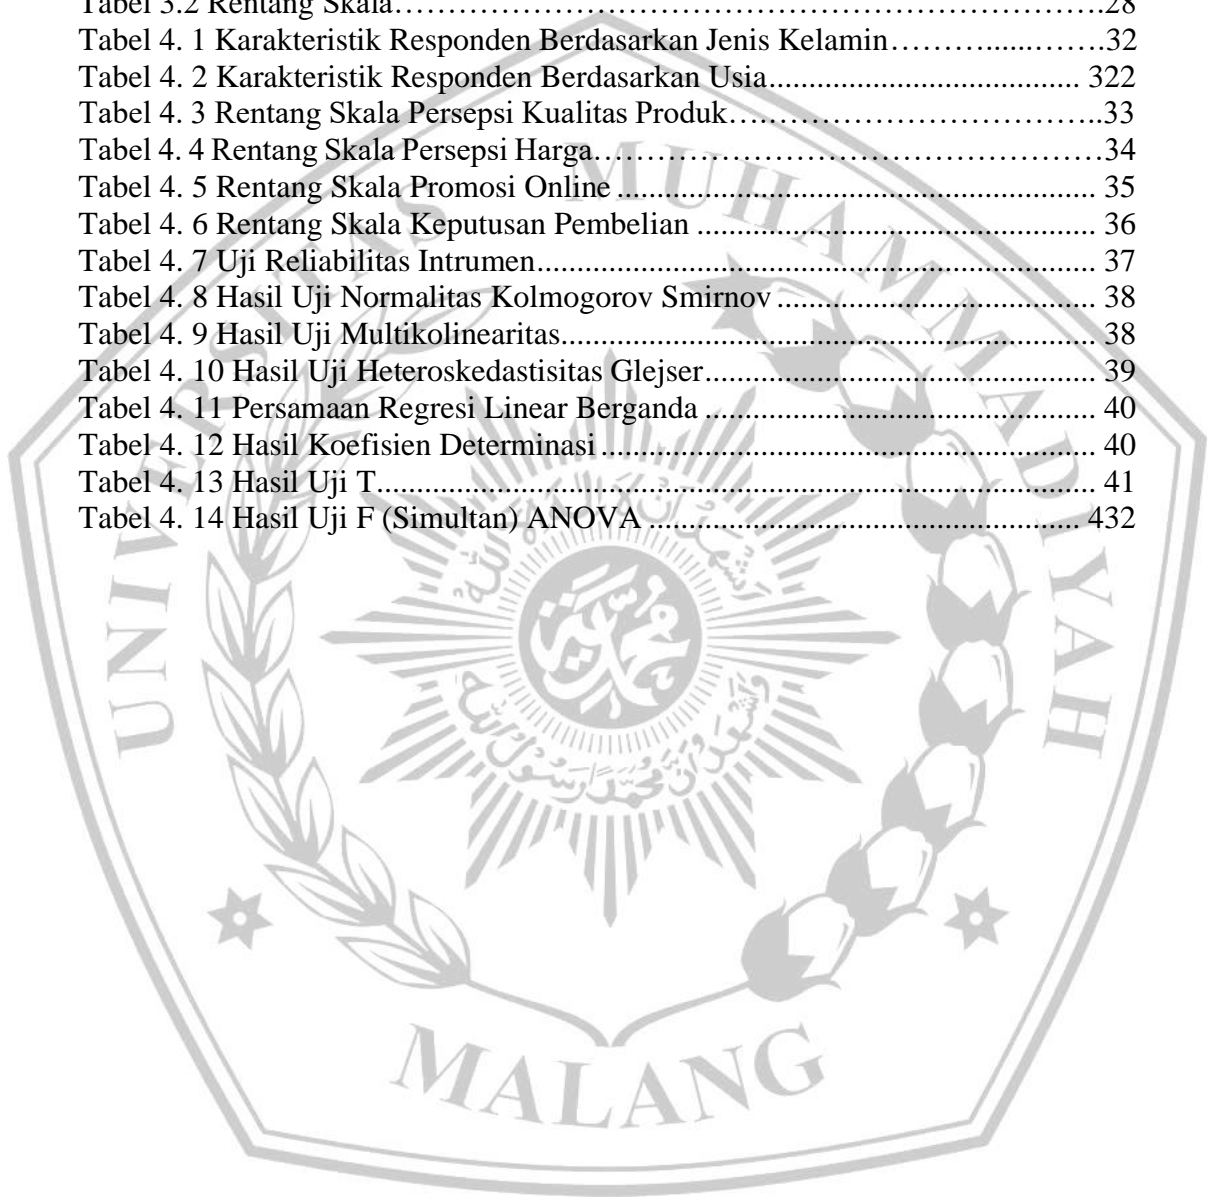 Tabel 3.2 Rentang Skala……………………………………………………………….28
Tabel 4. 1 Karakteristik Responden Berdasarkan Jenis Kelamin………......…….32
Tabel 4. 2 Karakteristik Responden Berdasarkan Usia...................................... 322
Tabel 4. 3 Rentang Skala Persepsi Kualitas Produk………………………………..33
Tabel 4. 4 Rentang Skala Persepsi Harga……………………………………………34
Tabel 4. 5 Rentang Skala Promosi Online .......................................................... 35
Tabel 4. 6 Rentang Skala Keputusan Pembelian ................................................ 36
Tabel 4. 7 Uji Reliabilitas Intrumen.................................................................... 37
Tabel 4. 8 Hasil Uji Normalitas Kolmogorov Smirnov ....................................... 38
Tabel 4. 9 Hasil Uji Multikolinearitas.................................................................. 38
Tabel 4. 10 Hasil Uji Heteroskedastisitas Glejser................................................ 39
Tabel 4. 11 Persamaan Regresi Linear Berganda ................................................ 40
Tabel 4. 12 Hasil Koefisien Determinasi............................................................. 40
Tabel 4. 13 Hasil Uji T......................................................................................... 41
Tabel 4. 14 Hasil Uji F (Simultan) ANOVA ..................................................... 432
UNIVERSITAS MUHAMMADIYAH
MALANG